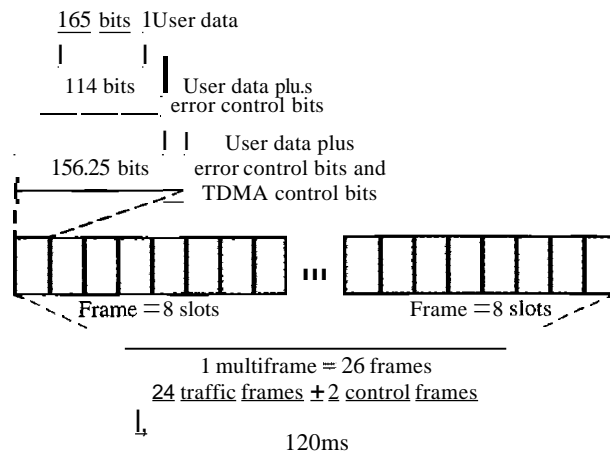 165 bits 1User data
114 bits User data plu.s
error control bits
156.25 bits User data plus
error control bits and
TDMA control bits
...
Frame = 8 slots Frame = 8 slots
1 multiframe = 26 frames
24 traffic frames + 2 control frames
120ms